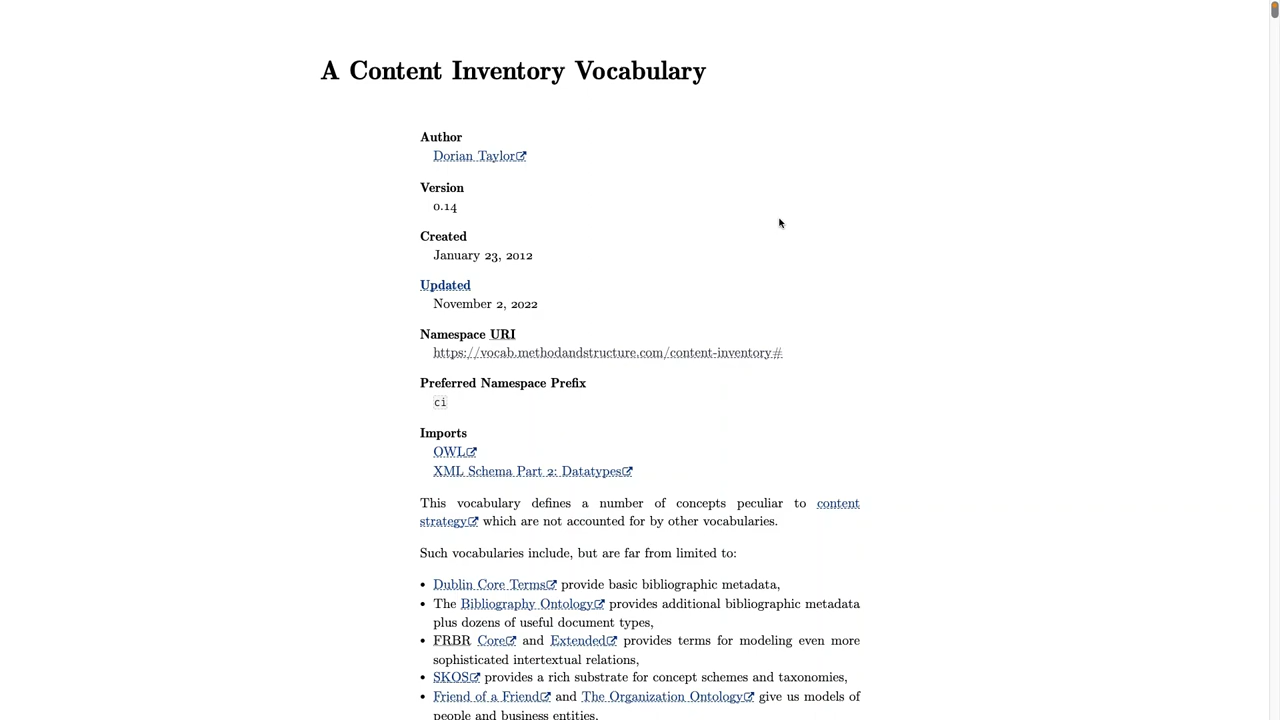 A Content Inventory Vocabulary
Author
Dorian Taylor
Version
0.14
Created
January 23, 2012
Updated
November 2, 2022
Namespace URI
https://vocab.methodandstructure.com/content-inventory#
Preferred Namespace Prefix
ci
Imports
OWL
XML Schema Part 2: Datatypes
This vocabulary defines a number of concepts peculiar to content
strategy which are not accounted for by other vocabularies.
Such vocabularies include, but are far from limited to:
• Dublin Core Terms provide basic bibliographic metadata,
• The Bibliography Ontology provides additional bibliographic metadata
plus dozens of useful document types,
• FRBR Core and Extended provides terms for modeling even more
sophisticated intertextual relations,
• SKOS provides a rich substrate for concept schemes and taxonomies,
• Friend of a Friend and The Organization Ontology give us models of
people and business entities,